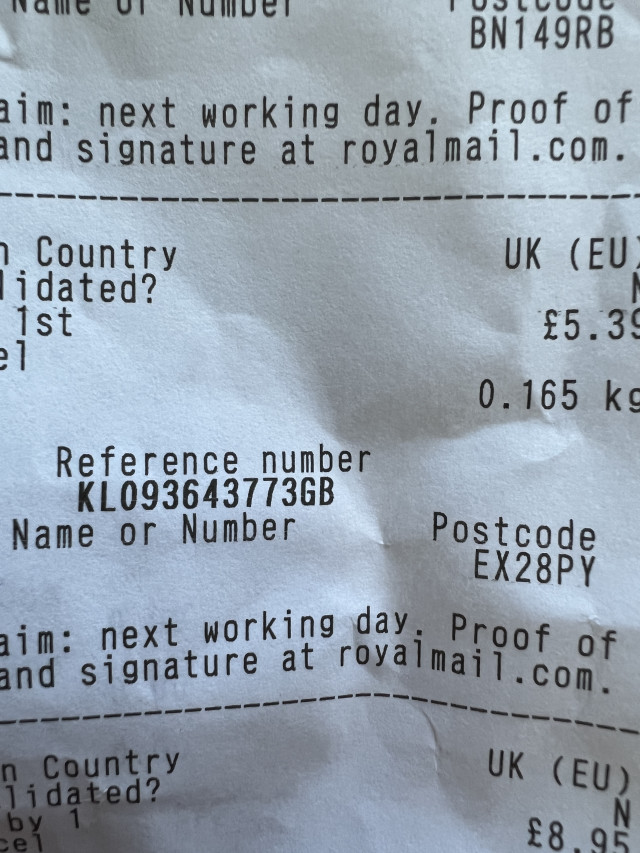 Name or Number Postcode
BN149RB
aim: next working day. Proof of
and signature at royalmail.com.
n Country UK (EU)
lidated? N
1st £5.39
el
0.165 kg
Reference number
KL093643773GB
Name or Number Postcode
EX28PY
aim: next working day. Proof of
and signature at royalmail.com.
n Country UK (EU)
lidated? N
by 1 £8.95
cel